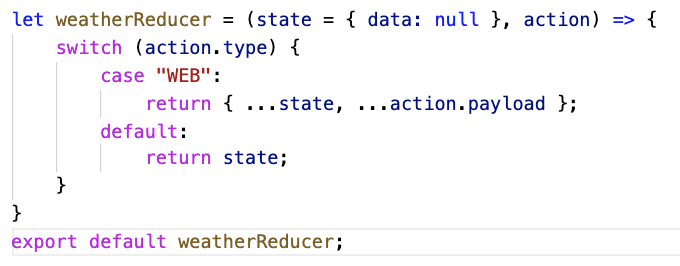 let weatherReducer = (state = { data: null }, action) => {
    switch (action.type) {
        case "WEB":
            return { ...state, ...action.payload };
        default:
            return state;
    }
}
export default weatherReducer;